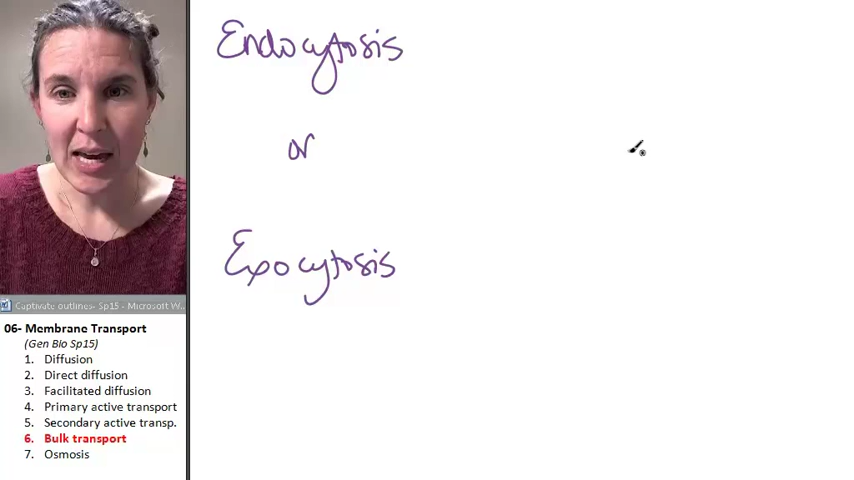 Endocytosis
or
Exocytosis
Captivate outlines- Sp15 - Microsoft W...
06- Membrane Transport
(Gen Bio Sp15)
1. Diffusion
2. Direct diffusion
3. Facilitated diffusion
4. Primary active transport
5. Secondary active transp.
6. Bulk transport
7. Osmosis